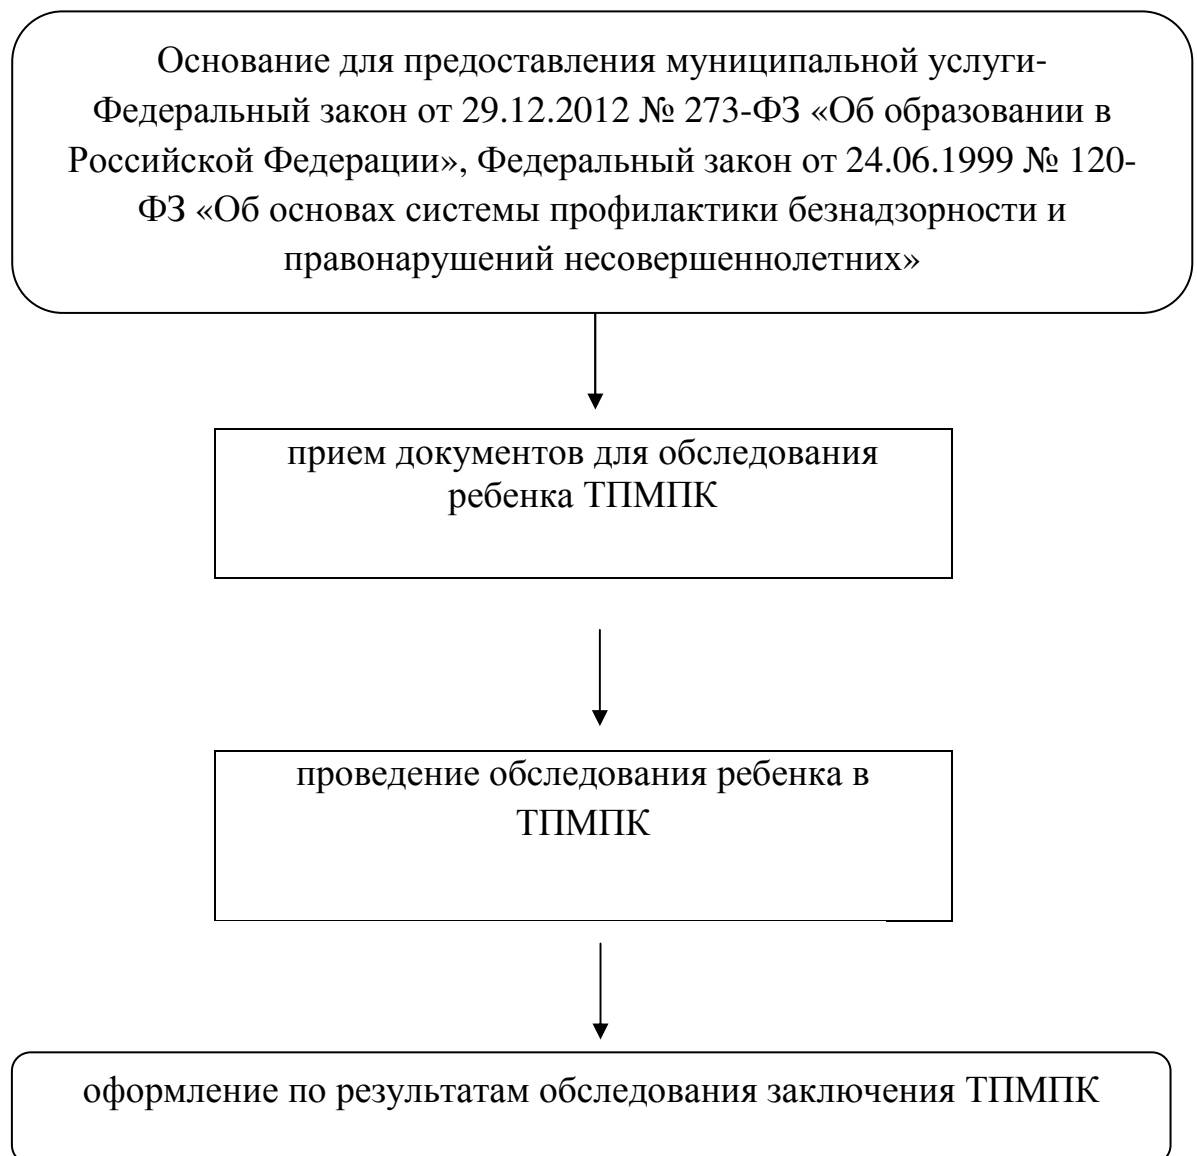 Основание для предоставления муниципальной услуги-
Федеральный закон от 29.12.2012 № 273-ФЗ «Об образовании в
Российской Федерации», Федеральный закон от 24.06.1999 № 120-
ФЗ «Об основах системы профилактики безнадзорности и
правонарушений несовершеннолетних»
прием документов для обследования
ребенка ТПМПК
проведение обследования ребенка в
ТПМПК
оформление по результатам обследования заключения ТПМПК